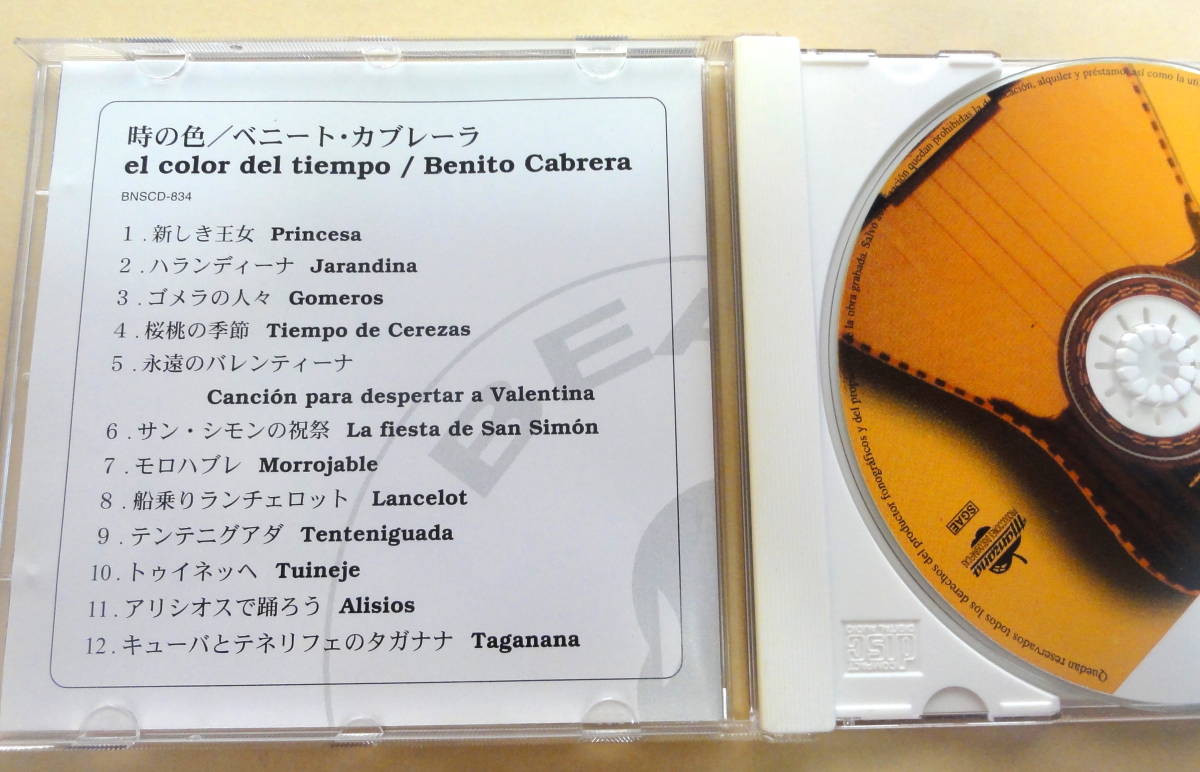 時の色／ベニート・カブレーラ
el color del tiempo / Benito Cabrera
BNSCD-834
1.新しき王女 Princesa
2.ハランディーナ Jarandina
3.ゴメラの人々 Gomeros
4.桜桃の季節 Tiempo de Cerezas
5.永遠のバレンティーナ
Canción para despertar a Valentina
6.サン・シモンの祝祭 La fiesta de San Simón
7.モロハブレ Morrojable
8.船乗りランチェロット Lancelot
9.テンテニグアダ Tenteniguada
10.トゥイネッヘ Tuineje
11.アリシオスで踊ろう Alisios
12.キューバとテネリフェのタガナナ Taganana
BEA
Quedan reservados todos los derechos del productor fonográficos y del
la obra grabada. Salvo
quedan prohibidas la
alquiler y préstamo, así como la
SGAE
Manzana
COMPACT
disc
DIGITAL AUDIO